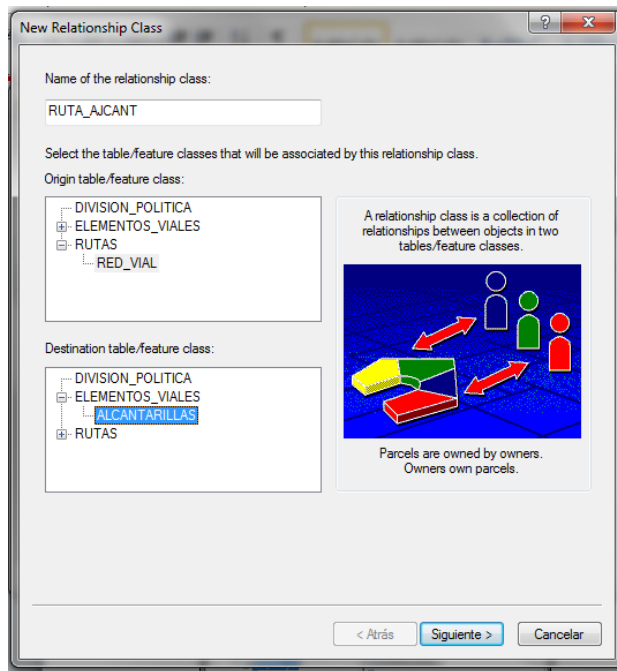 New Relationship Class
Name of the relationship class:
RUTA_AJCANT
Select the table/feature classes that will be associated by this relationship class.
Origin table/feature class:
DIVISION_POLITICA
ELEMENTOS_VIALES
RUTAS
RED_VIAL
A relationship class is a collection of
relationships between objects in two
tables/feature classes.
Destination table/feature class:
DIVISION_POLITICA
ELEMENTOS_VIALES
ALCANTARILLAS
RUTAS
Parcels are owned by owners.
Owners own parcels.
< Atrás
Siguiente >
Cancelar